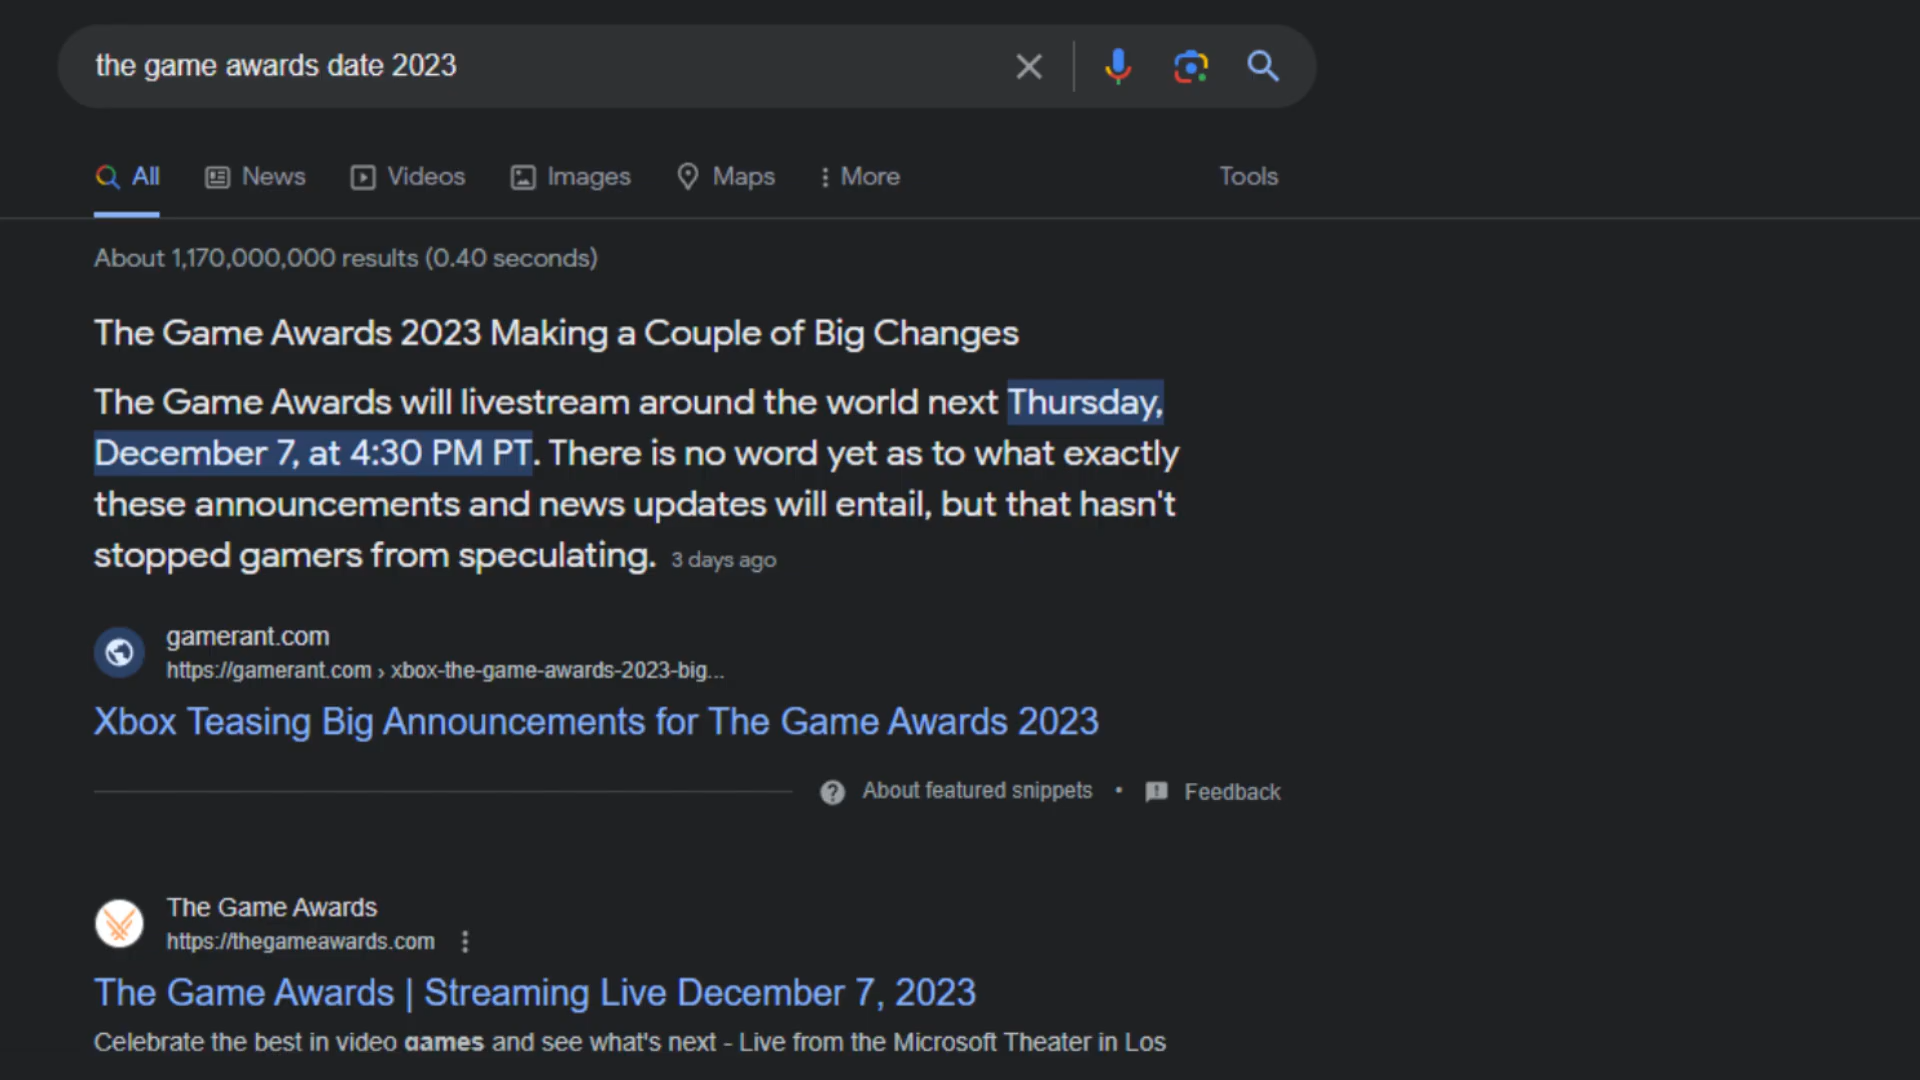 the game awards date 2023
All News Videos Images Maps More Tools
About 1,170,000,000 results (0.40 seconds)
The Game Awards 2023 Making a Couple of Big Changes
The Game Awards will livestream around the world next Thursday,
December 7, at 4:30 PM PT. There is no word yet as to what exactly
these announcements and news updates will entail, but that hasn't
stopped gamers from speculating. 3 days ago
gamerant.com
https://gamerant.com › xbox-the-game-awards-2023-big...
Xbox Teasing Big Announcements for The Game Awards 2023
About featured snippets • Feedback
The Game Awards
https://thegameawards.com
The Game Awards | Streaming Live December 7, 2023
Celebrate the best in video games and see what's next - Live from the Microsoft Theater in Los